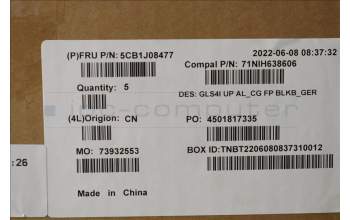 (P)FRU P/N: 5CB1J08477
2022-06-08 08:37:32
Compal P/N: 71NIH638606
Quantity: 5
DES: GLS4I UP AL_CG FP BLKB_GER
(4L)Origion: CN
PO: 4501817335
:26
MO: 73932553
BOX ID:TNBT2206080837310012
Made in China